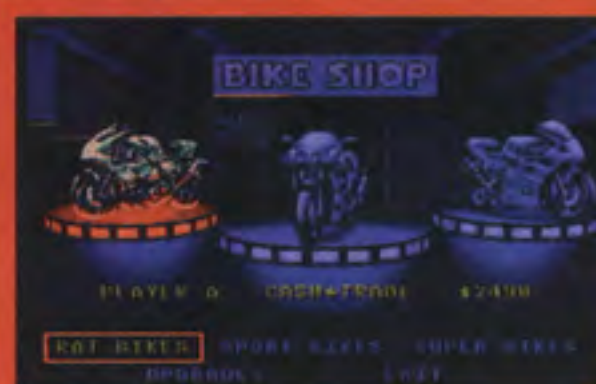 BIKE SHOP
PLAYER A CASH+TRADE
RAT BIKES SPORT BIKES SUPER BIKES
UPGRADES EXIT